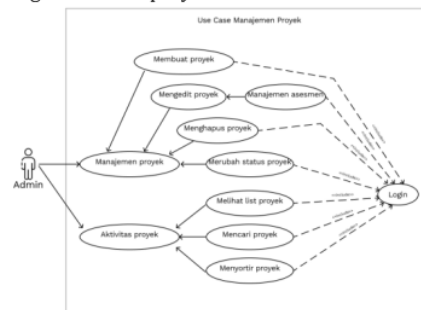 Use Case Manajemen Proyek
Membuat proyek
Mengedit proyek
Manajemen asesmen
Menghapus proyek
Manajemen proyek
Merubah status proyek
Admin
Login
Melihat list proyek
Aktivitas proyek
Mencari proyek
Menyortir proyek